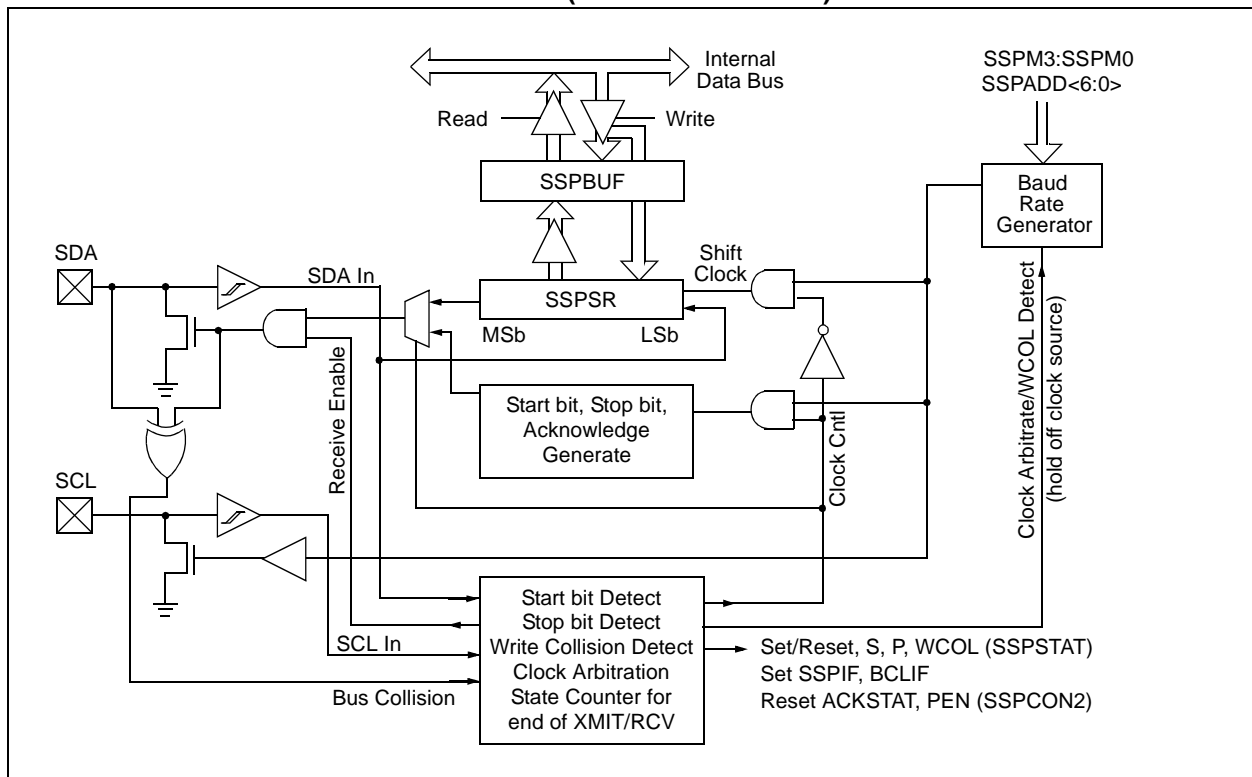 Internal
Data Bus
SSPM3:SSPM0
SSPADD<6:0>
Read
Write
SSPBUF
Baud
Rate
Generator
SDA
SDA In
Shift
Clock
SSPSR
MSb
LSb
Receive Enable
Start bit, Stop bit,
Acknowledge
Generate
Clock Cntl
Clock Arbitrate/WCOL Detect
(hold off clock source)
SCL
SCL In
Bus Collision
Start bit Detect
Stop bit Detect
Write Collision Detect
Clock Arbitration
State Counter for
end of XMIT/RCV
Set/Reset, S, P, WCOL (SSPSTAT)
Set SSPIF, BCLIF
Reset ACKSTAT, PEN (SSPCON2)